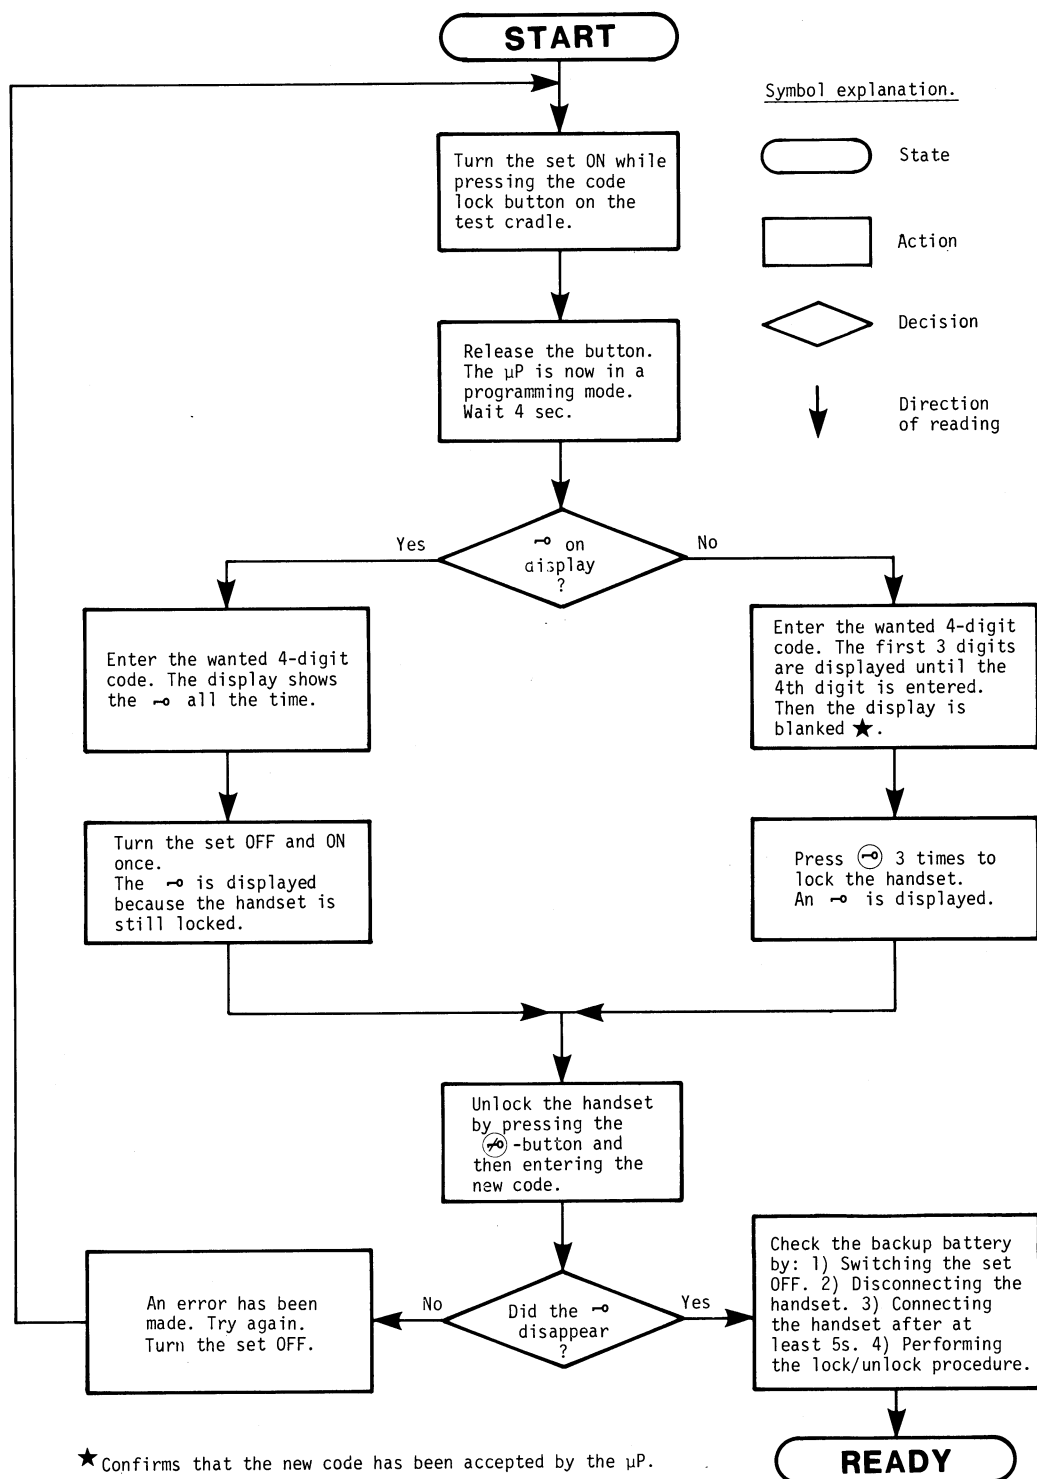 START
Symbol explanation.
State
Action
Decision
Direction
of reading
Turn the set ON while
pressing the code
lock button on the
test cradle.
Release the button.
The µP is now in a
programming mode.
Wait 4 sec.
on
display
?
Yes
No
Enter the wanted 4-digit
code. The display shows
the all the time.
Enter the wanted 4-digit
code. The first 3 digits
are displayed until the
4th digit is entered.
Then the display is
blanked ★.
Turn the set OFF and ON
once.
The is displayed
because the handset is
still locked.
Press 3 times to
lock the handset.
An is displayed.
Unlock the handset
by pressing the
-button and
then entering the
new code.
Did the
disappear
?
No
Yes
An error has been
made. Try again.
Turn the set OFF.
Check the backup battery
by: 1) Switching the set
OFF. 2) Disconnecting the
handset. 3) Connecting
the handset after at
least 5s. 4) Performing
the lock/unlock procedure.
READY
★ Confirms that the new code has been accepted by the µP.